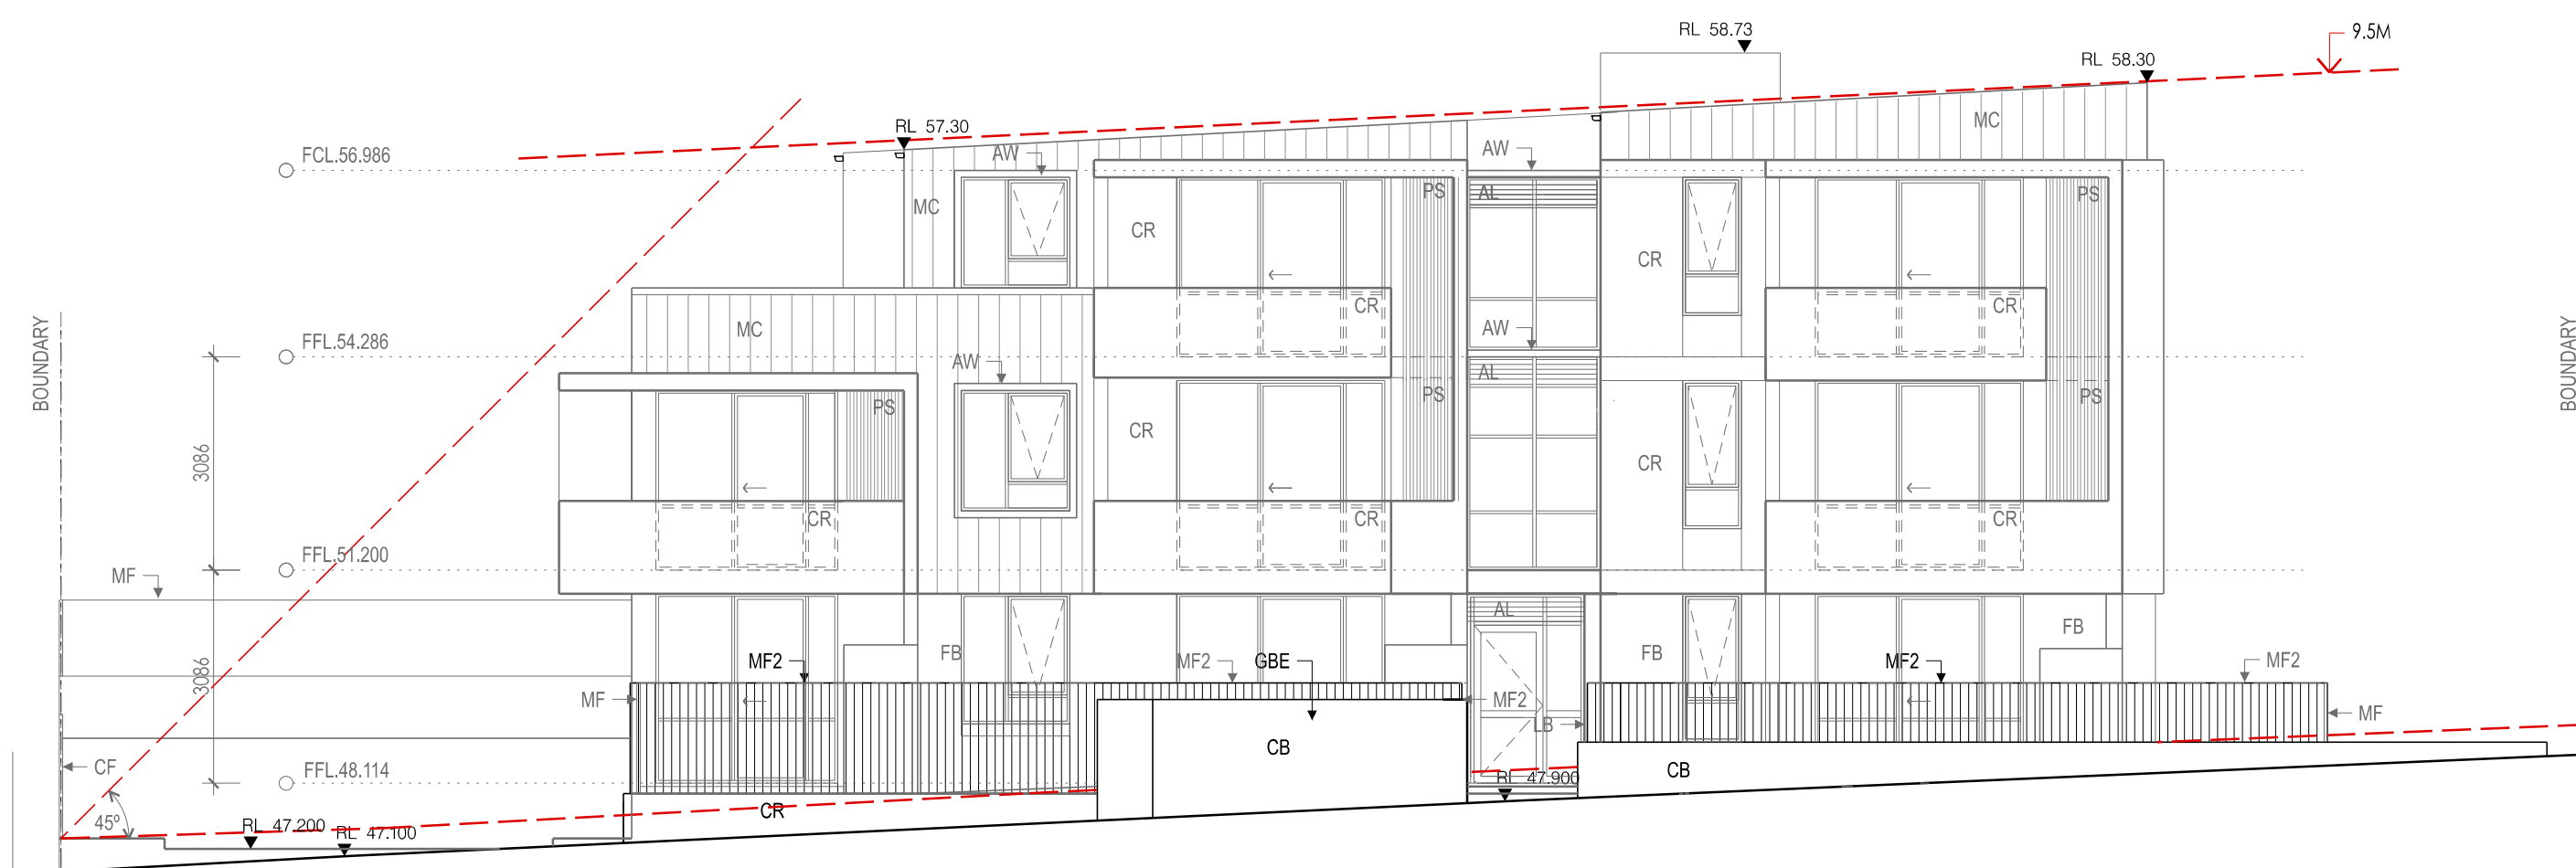 9.5M
RL 58.73
RL 58.30
RL 57.30
MC
FCL.56.986
AW
AW
PS
AL
PS
MC
CR
CR
CR
CR
BOUNDARY
BOUNDARY
MC
AW
FFL.54.286
AW
AL
PS
PS
PS
CR
3086
CR
CR
CR
CR
FFL.51.200
MF
AL
FB
FB
FB
MF2
MF2
GBE
MF2
MF2
3086
MF
MF2
MF
LB
CB
CF
FFL.48.114
CB
RL 47.900
CR
45º
RL 47.200
RL 47.100